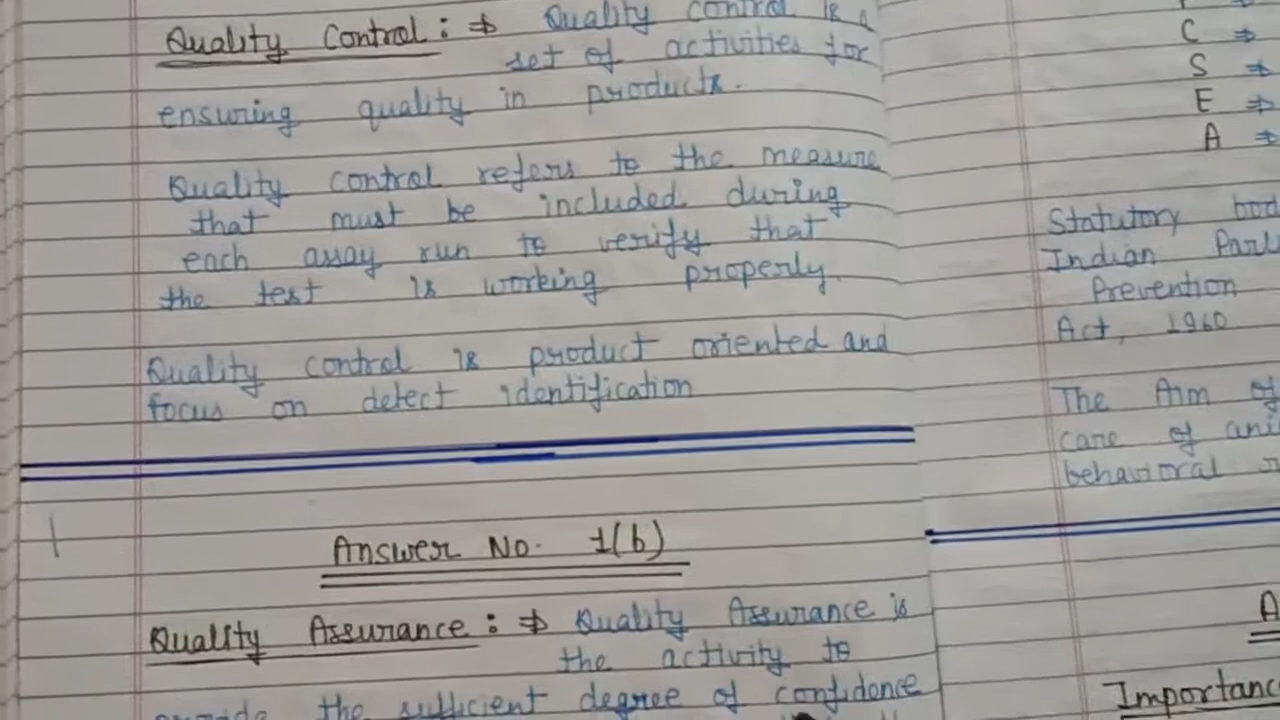 Quality Control : ⇒ Quality control is a
set of activities for
ensuring quality in products.
Quality control refers to the measure
that must be included during
each assay run to verify that
the test is working properly.
Quality control is product oriented and
focus on detect identification
Answer No. 1(b)
Quality Assurance : ⇒ Quality Assurance is
the activity to
the sufficient degree of confidence
C ⇒
S ⇒
E ⇒
A ⇒
Statutory
Indian
Prevention
Act, 1960
The Aim of
care of
behavioral
A